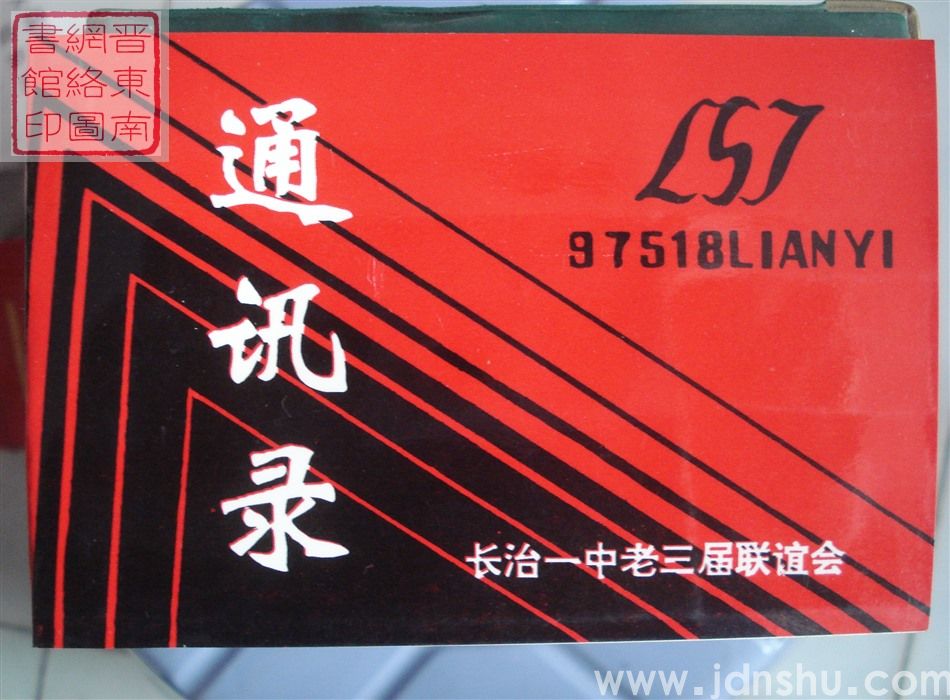 晋東南
網絡圖
書館印
通讯录
LSJ
97518LIANYI
长治一中老三届联谊会
www.jdnshu.com